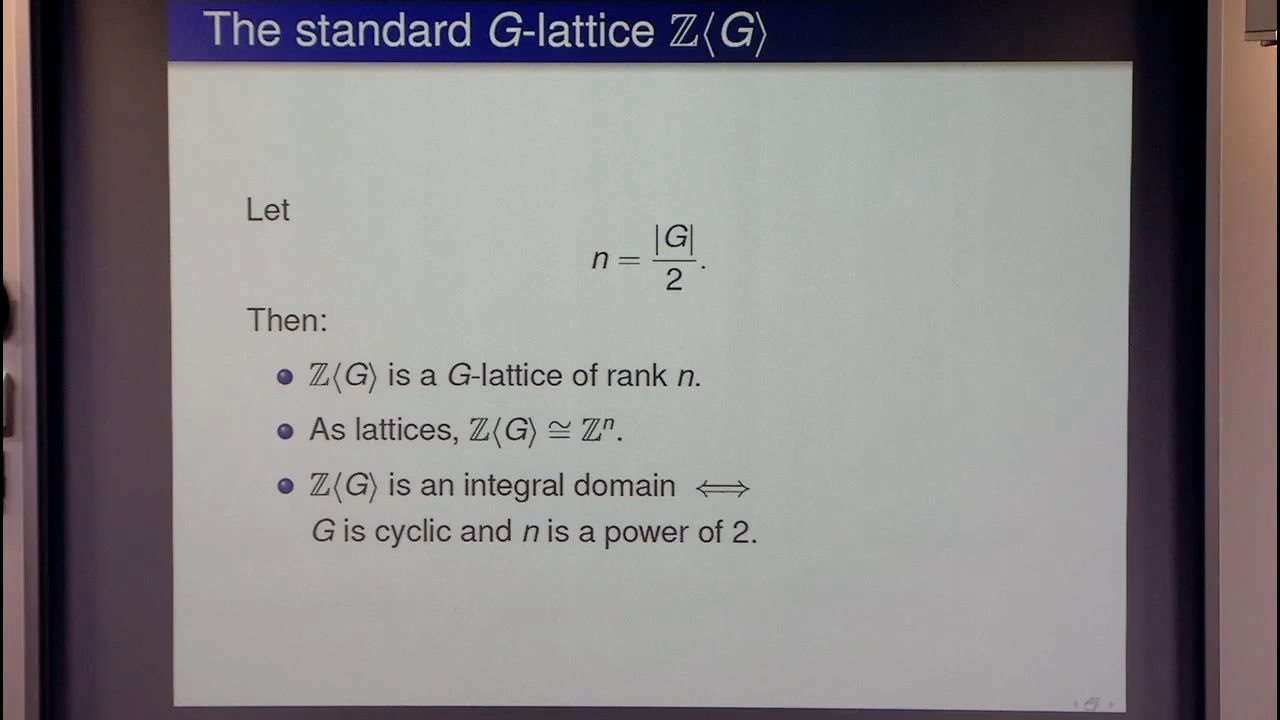 The standard G-lattice ℤ⟨G⟩
Let
n = |G| / 2.
Then:
ℤ⟨G⟩ is a G-lattice of rank n.
As lattices, ℤ⟨G⟩ ≅ ℤⁿ.
ℤ⟨G⟩ is an integral domain ⟺
G is cyclic and n is a power of 2.